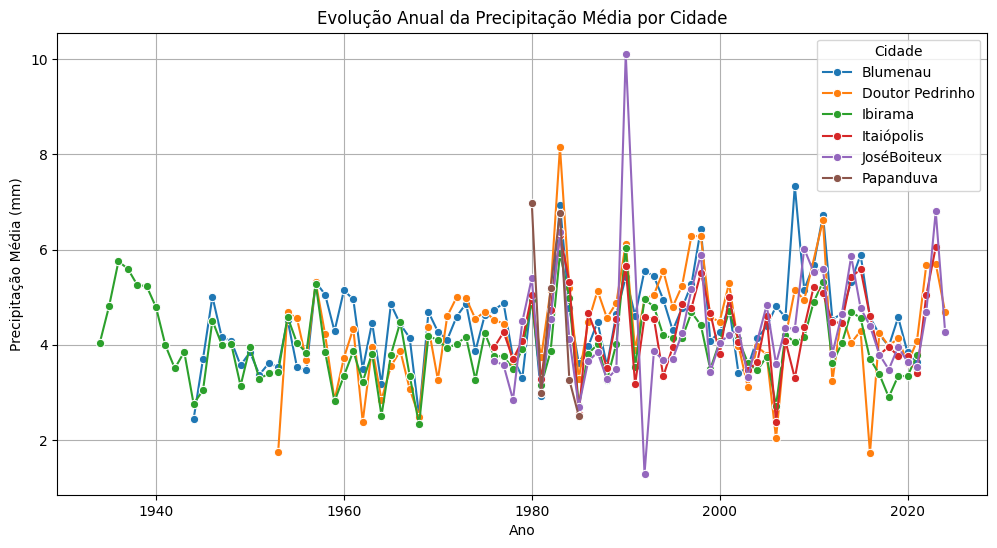 Evolução Anual da Precipitação Média por Cidade
Precipitação Média (mm)
10
8
6
4
2
1940
1960
1980
2000
2020
Ano
Cidade
Blumenau
Doutor Pedrinho
Ibirama
Itaiópolis
JoséBoiteux
Papanduva